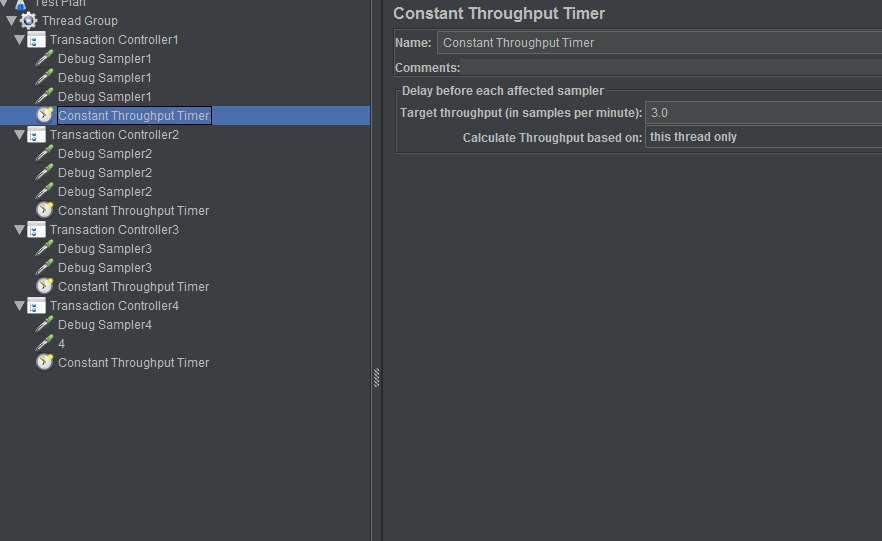 Test Plan
Thread Group
Transaction Controller1
Debug Sampler1
Debug Sampler1
Debug Sampler1
Constant Throughput Timer
Transaction Controller2
Debug Sampler2
Debug Sampler2
Debug Sampler2
Constant Throughput Timer
Transaction Controller3
Debug Sampler3
Debug Sampler3
Constant Throughput Timer
Transaction Controller4
Debug Sampler4
4
Constant Throughput Timer
Constant Throughput Timer
Name: Constant Throughput Timer
Comments:
Delay before each affected sampler
Target throughput (in samples per minute): 3.0
Calculate Throughput based on: this thread only